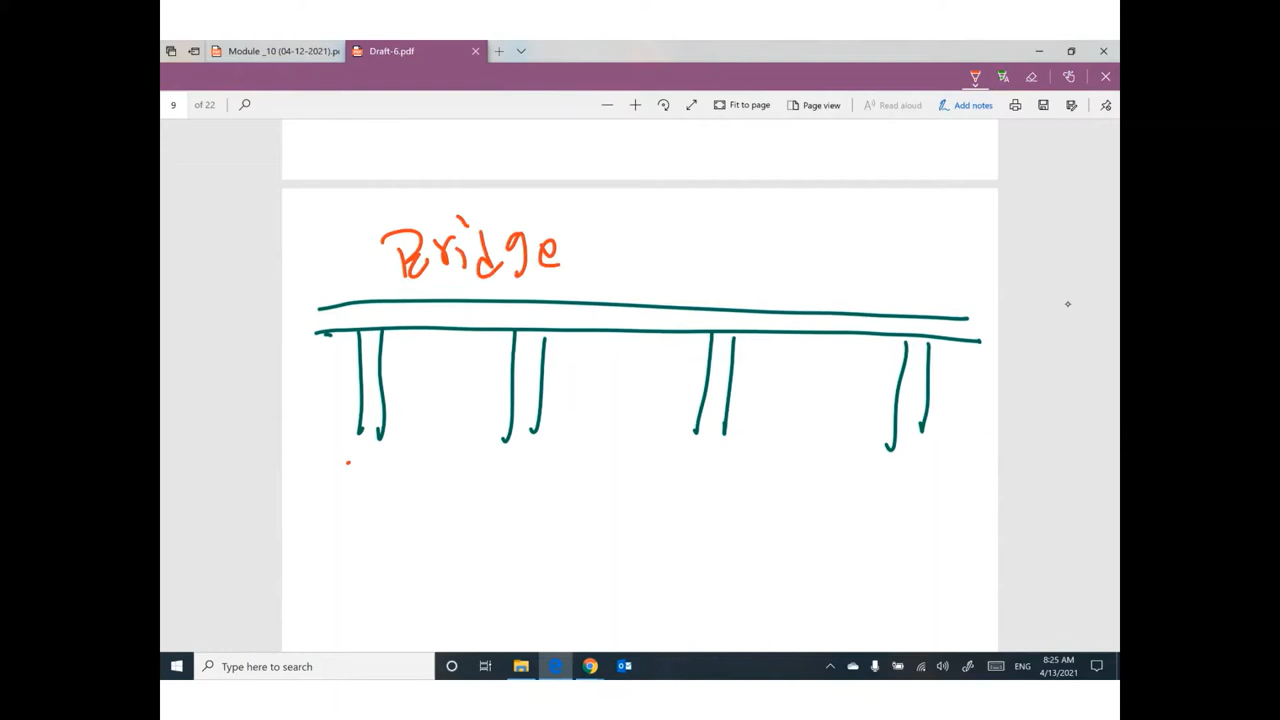 Module _10 (04-12-2021).pd
Draft-6.pdf
9 of 22
Fit to page
Page view
Read aloud
Add notes
Bridge
Type here to search
ENG
8:25 AM
4/13/2021